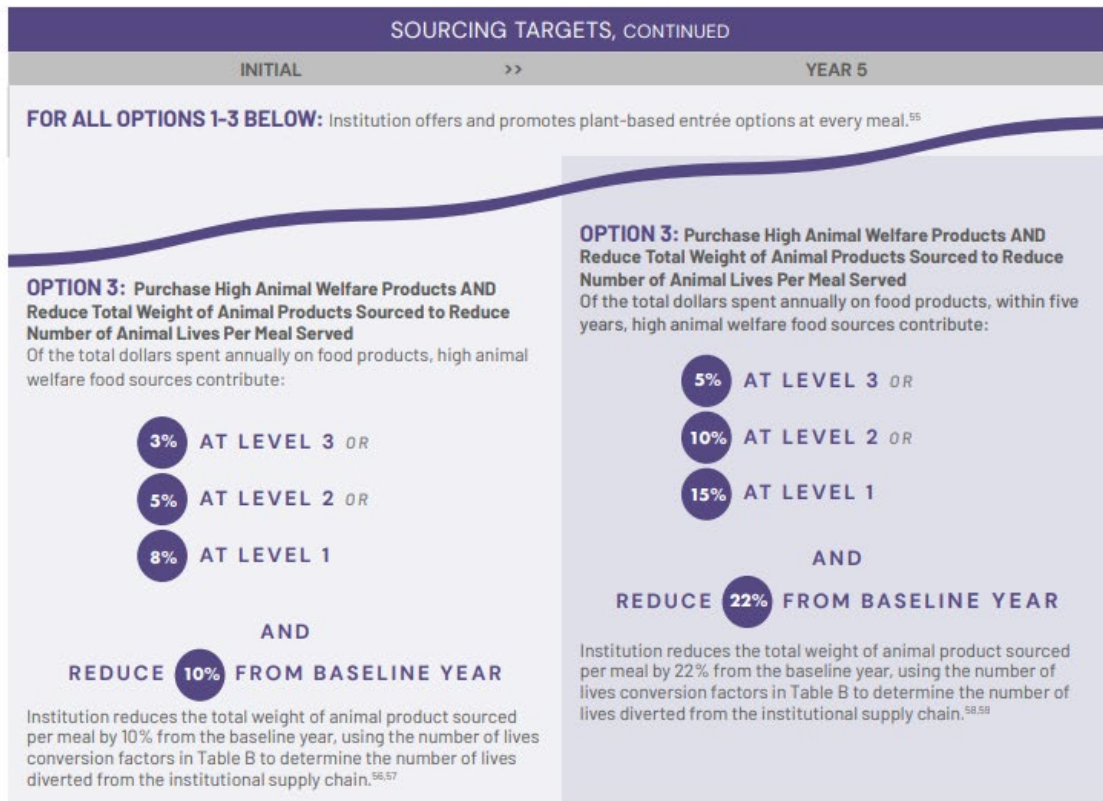 SOURCING TARGETS, CONTINUED
INITIAL >> YEAR 5
FOR ALL OPTIONS 1-3 BELOW: Institution offers and promotes plant-based entrée options at every meal.55
OPTION 3: Purchase High Animal Welfare Products AND
Reduce Total Weight of Animal Products Sourced to Reduce
Number of Animal Lives Per Meal Served
Of the total dollars spent annually on food products, high animal
welfare food sources contribute:
3% AT LEVEL 3 OR
5% AT LEVEL 2 OR
8% AT LEVEL 1
AND
REDUCE 10% FROM BASELINE YEAR
Institution reduces the total weight of animal product sourced
per meal by 10% from the baseline year, using the number of lives
conversion factors in Table B to determine the number of lives
diverted from the institutional supply chain.56,57
OPTION 3: Purchase High Animal Welfare Products AND
Reduce Total Weight of Animal Products Sourced to Reduce
Number of Animal Lives Per Meal Served
Of the total dollars spent annually on food products, within five
years, high animal welfare food sources contribute:
5% AT LEVEL 3 OR
10% AT LEVEL 2 OR
15% AT LEVEL 1
AND
REDUCE 22% FROM BASELINE YEAR
Institution reduces the total weight of animal product sourced
per meal by 22% from the baseline year, using the number of
lives conversion factors in Table B to determine the number of
lives diverted from the institutional supply chain.58,59